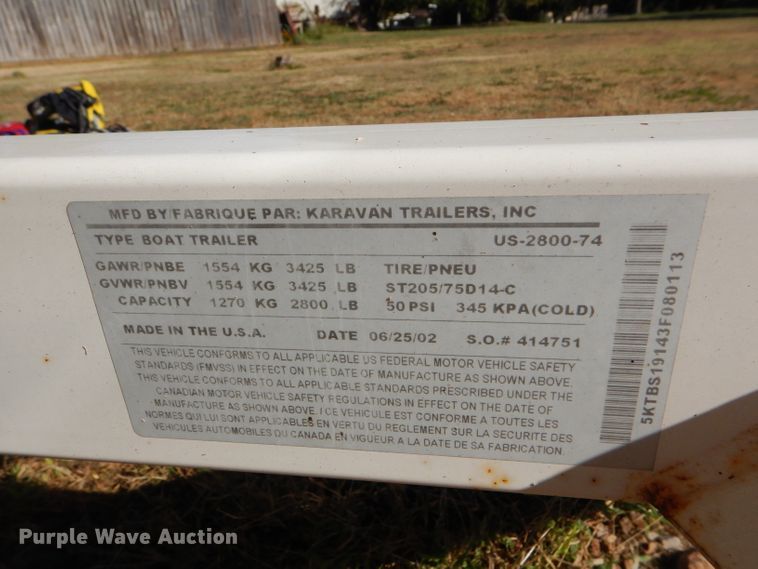 MFD BY/FABRIQUE PAR: KARAVAN TRAILERS, INC
TYPE BOAT TRAILER US-2800-74
GAWR/PNBE 1554 KG 3425 LB TIRE/PNEU
GVWR/PNBV 1554 KG 3425 LB ST205/75D14-C
CAPACITY 1270 KG 2800 LB 50 PSI 345 KPA(COLD)
MADE IN THE U.S.A. DATE 06/25/02 S.O.# 414751
THIS VEHICLE CONFORMS TO ALL APPLICABLE US FEDERAL MOTOR VEHICLE SAFETY
STANDARDS (FMVSS) IN EFFECT ON THE DATE OF MANUFACTURE AS SHOWN ABOVE.
THIS VEHICLE CONFORMS TO ALL APPLICABLE STANDARDS PRESCRIBED UNDER THE
CANADIAN MOTOR VEHICLE SAFETY REGULATIONS IN EFFECT ON THE DATE OF
MANUFACTURE AS SHOWN ABOVE. / CE VEHICULE EST CONFORME A TOUTES LES
NORMES QUI LUI SONT APPLICABLES EN VERTU DU REGLEMENT SUR LA SECURITE DES
VEHICULES AUTOMOBILES DU CANADA EN VIGUEUR A LA DATE DE SA FABRICATION.
5KTBS19143F080113
Purple Wave Auction